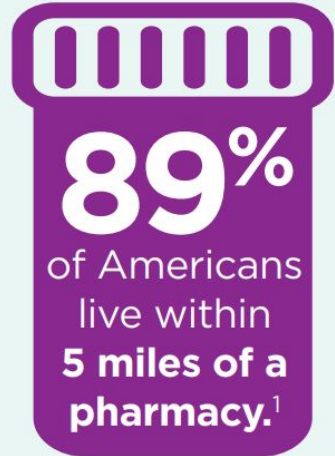 89%
of Americans
live within
5 miles of a
pharmacy.1